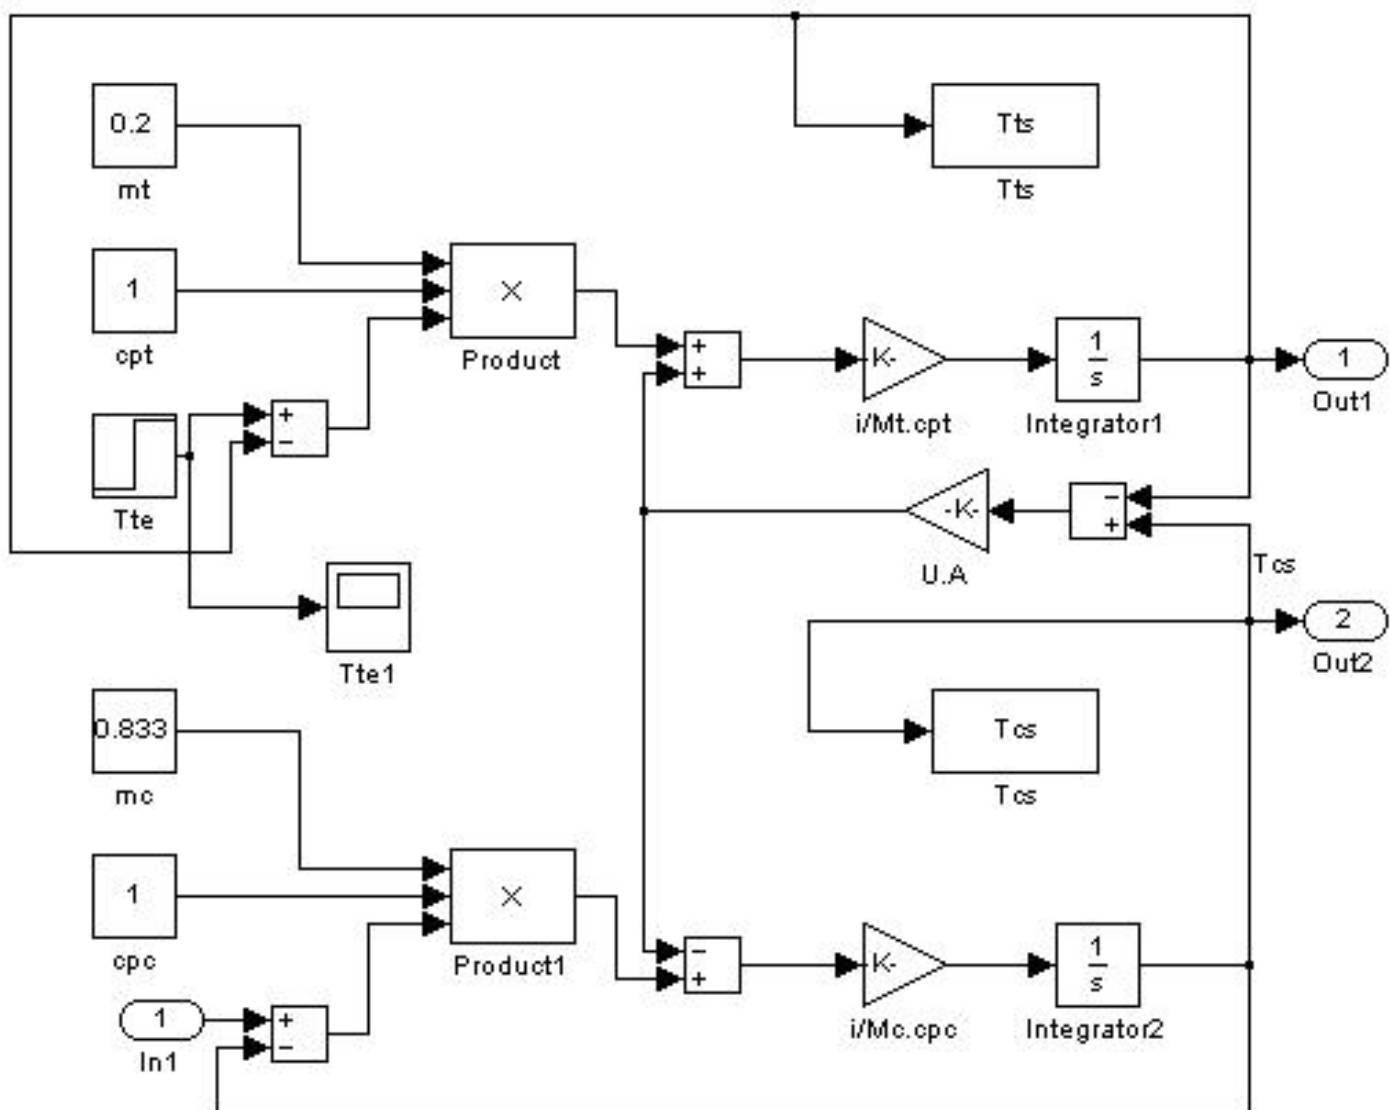 Tts
0.2
mt
Tts
1
cpt
×
Product
+
+
K-
1
s
1
i/Mt.cpt
Integrator1
Out1
+
−
Tte
-K-
−
+
U.A
Tcs
2
Out2
Tte1
0.833
mc
Tcs
Tcs
1
cpc
×
Product1
−
+
K-
1
s
i/Mc.cpc
Integrator2
1
In1
+
−